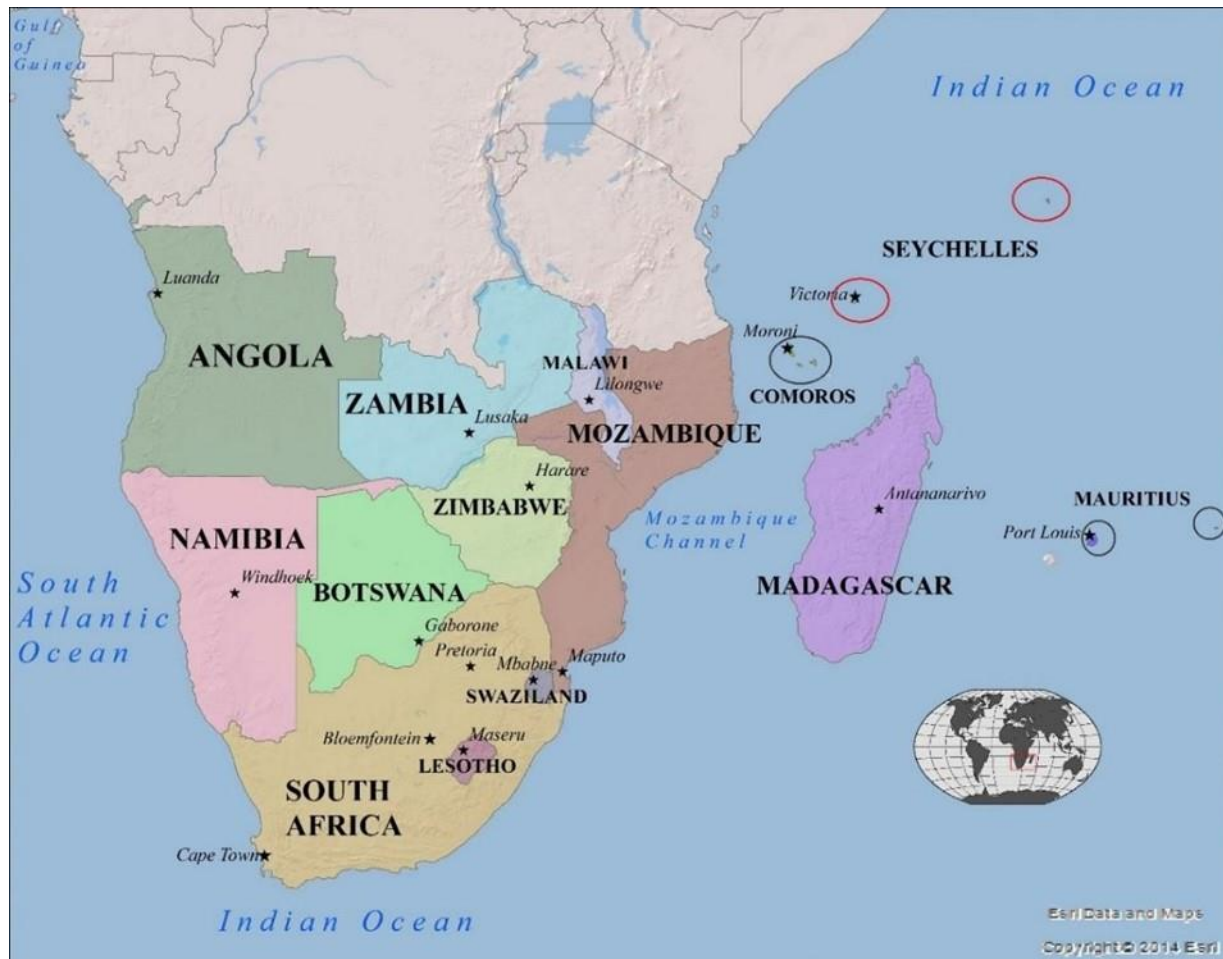 Gulf
of
Guinea
Indian Ocean
SEYCHELLES
Luanda
Victoria
Moroni
ANGOLA
MALAWI
COMOROS
ZAMBIA
Lilongwe
Lusaka
MOZAMBIQUE
Harare
Antananarivo
MAURITIUS
ZIMBABWE
Mozambique
Channel
Port Louis
NAMIBIA
Windhoek
BOTSWANA
MADAGASCAR
South
Atlantic
Ocean
Gaborone
Pretoria
Mbabne
Maputo
SWAZILAND
Bloemfontein
Maseru
LESOTHO
SOUTH
AFRICA
Cape Town
Indian Ocean
Esri Data and Maps
Copyright© 2014 Esri